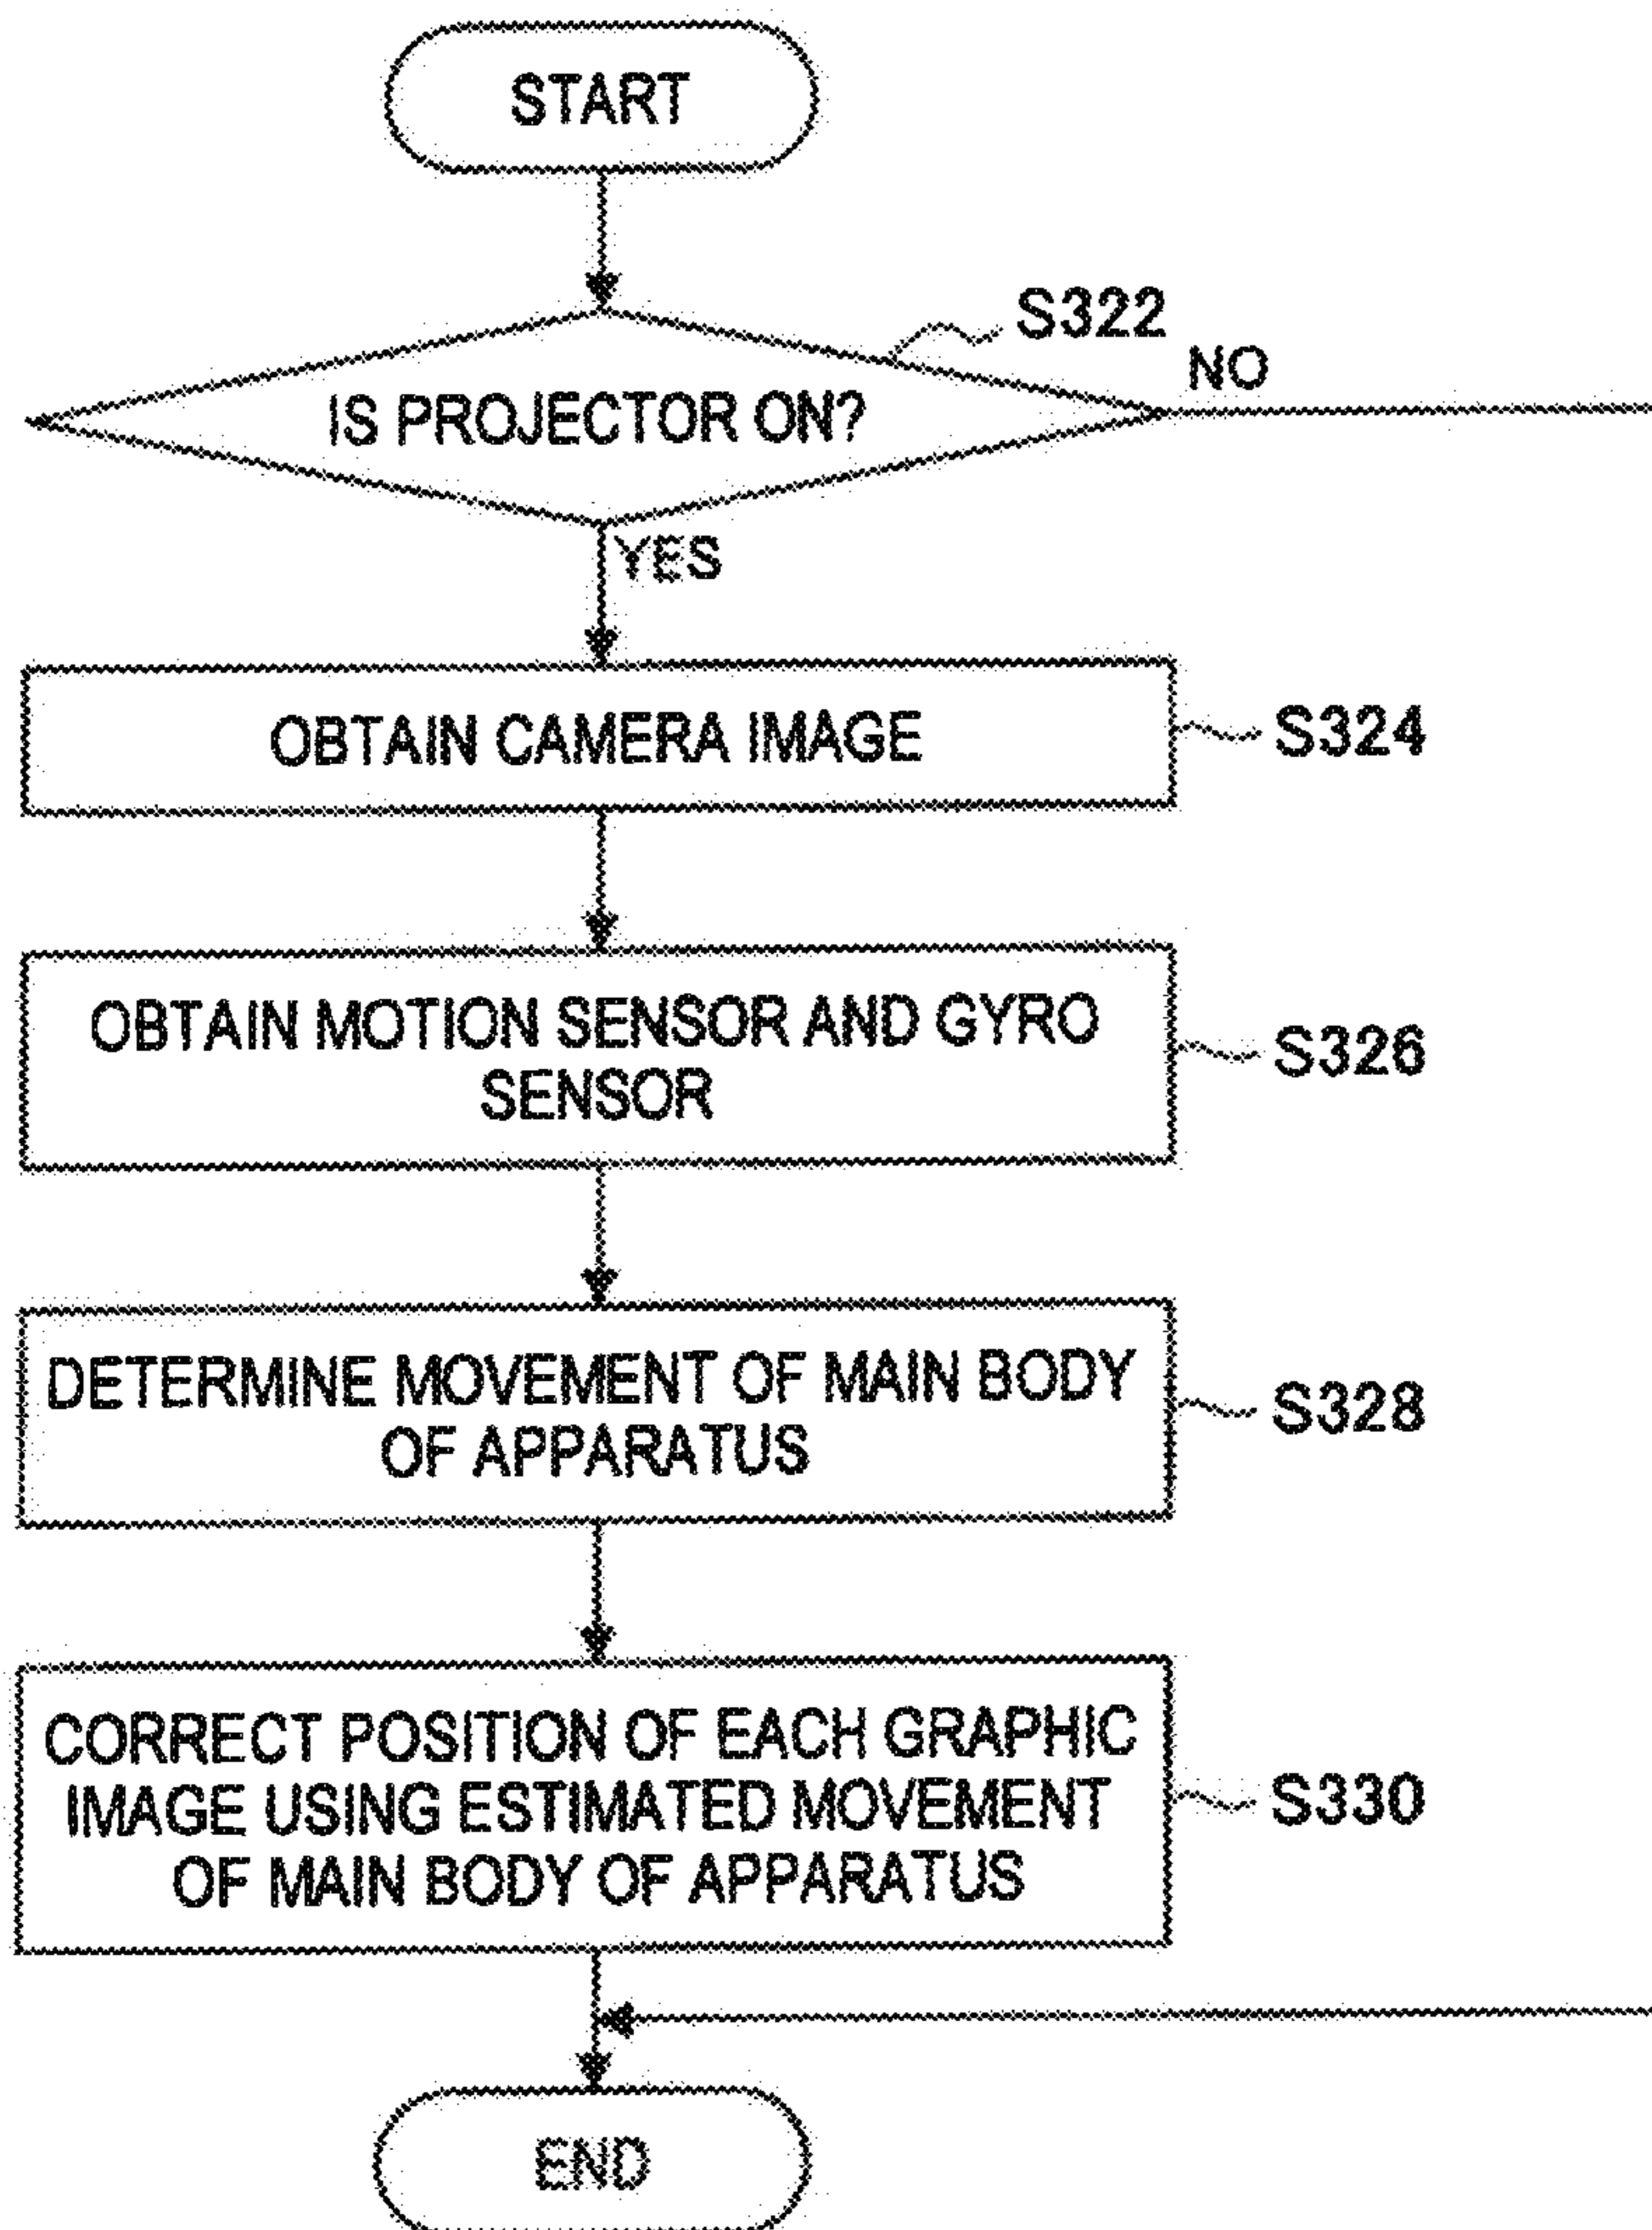 START
S322
NO
IS PROJECTOR ON?
YES
OBTAIN CAMERA IMAGE
S324
OBTAIN MOTION SENSOR AND GYRO
SENSOR
S326
DETERMINE MOVEMENT OF MAIN BODY
OF APPARATUS
S328
CORRECT POSITION OF EACH GRAPHIC
IMAGE USING ESTIMATED MOVEMENT
OF MAIN BODY OF APPARATUS
S330
END